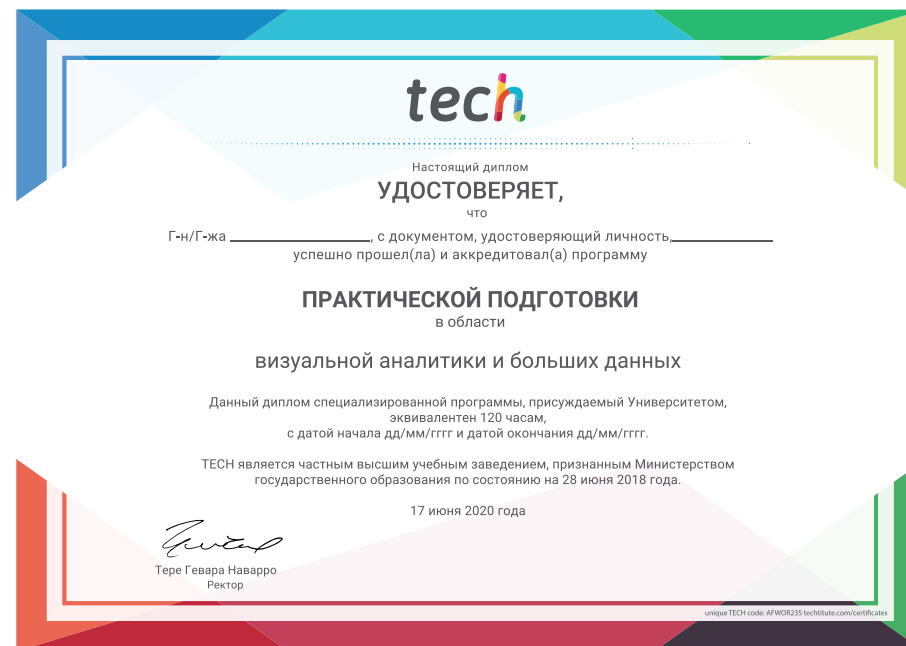 tech
Настоящий диплом
УДОСТОВЕРЯЕТ,
что
Г-н/Г-жа ____________________, с документом, удостоверяющий личность,______________
успешно прошел(ла) и аккредитовал(а) программу
ПРАКТИЧЕСКОЙ ПОДГОТОВКИ
в области
визуальной аналитики и больших данных
Данный диплом специализированной программы, присуждаемый Университетом,
эквивалентен 120 часам,
с датой начала дд/мм/гггг и датой окончания дд/мм/гггг.
TECH является частным высшим учебным заведением, признанным Министерством
государственного образования по состоянию на 28 июня 2018 года.
17 июня 2020 года
Тере Гевара Наварро
Ректор
unique TECH code: AFWOR23S techtitute.com/certificates